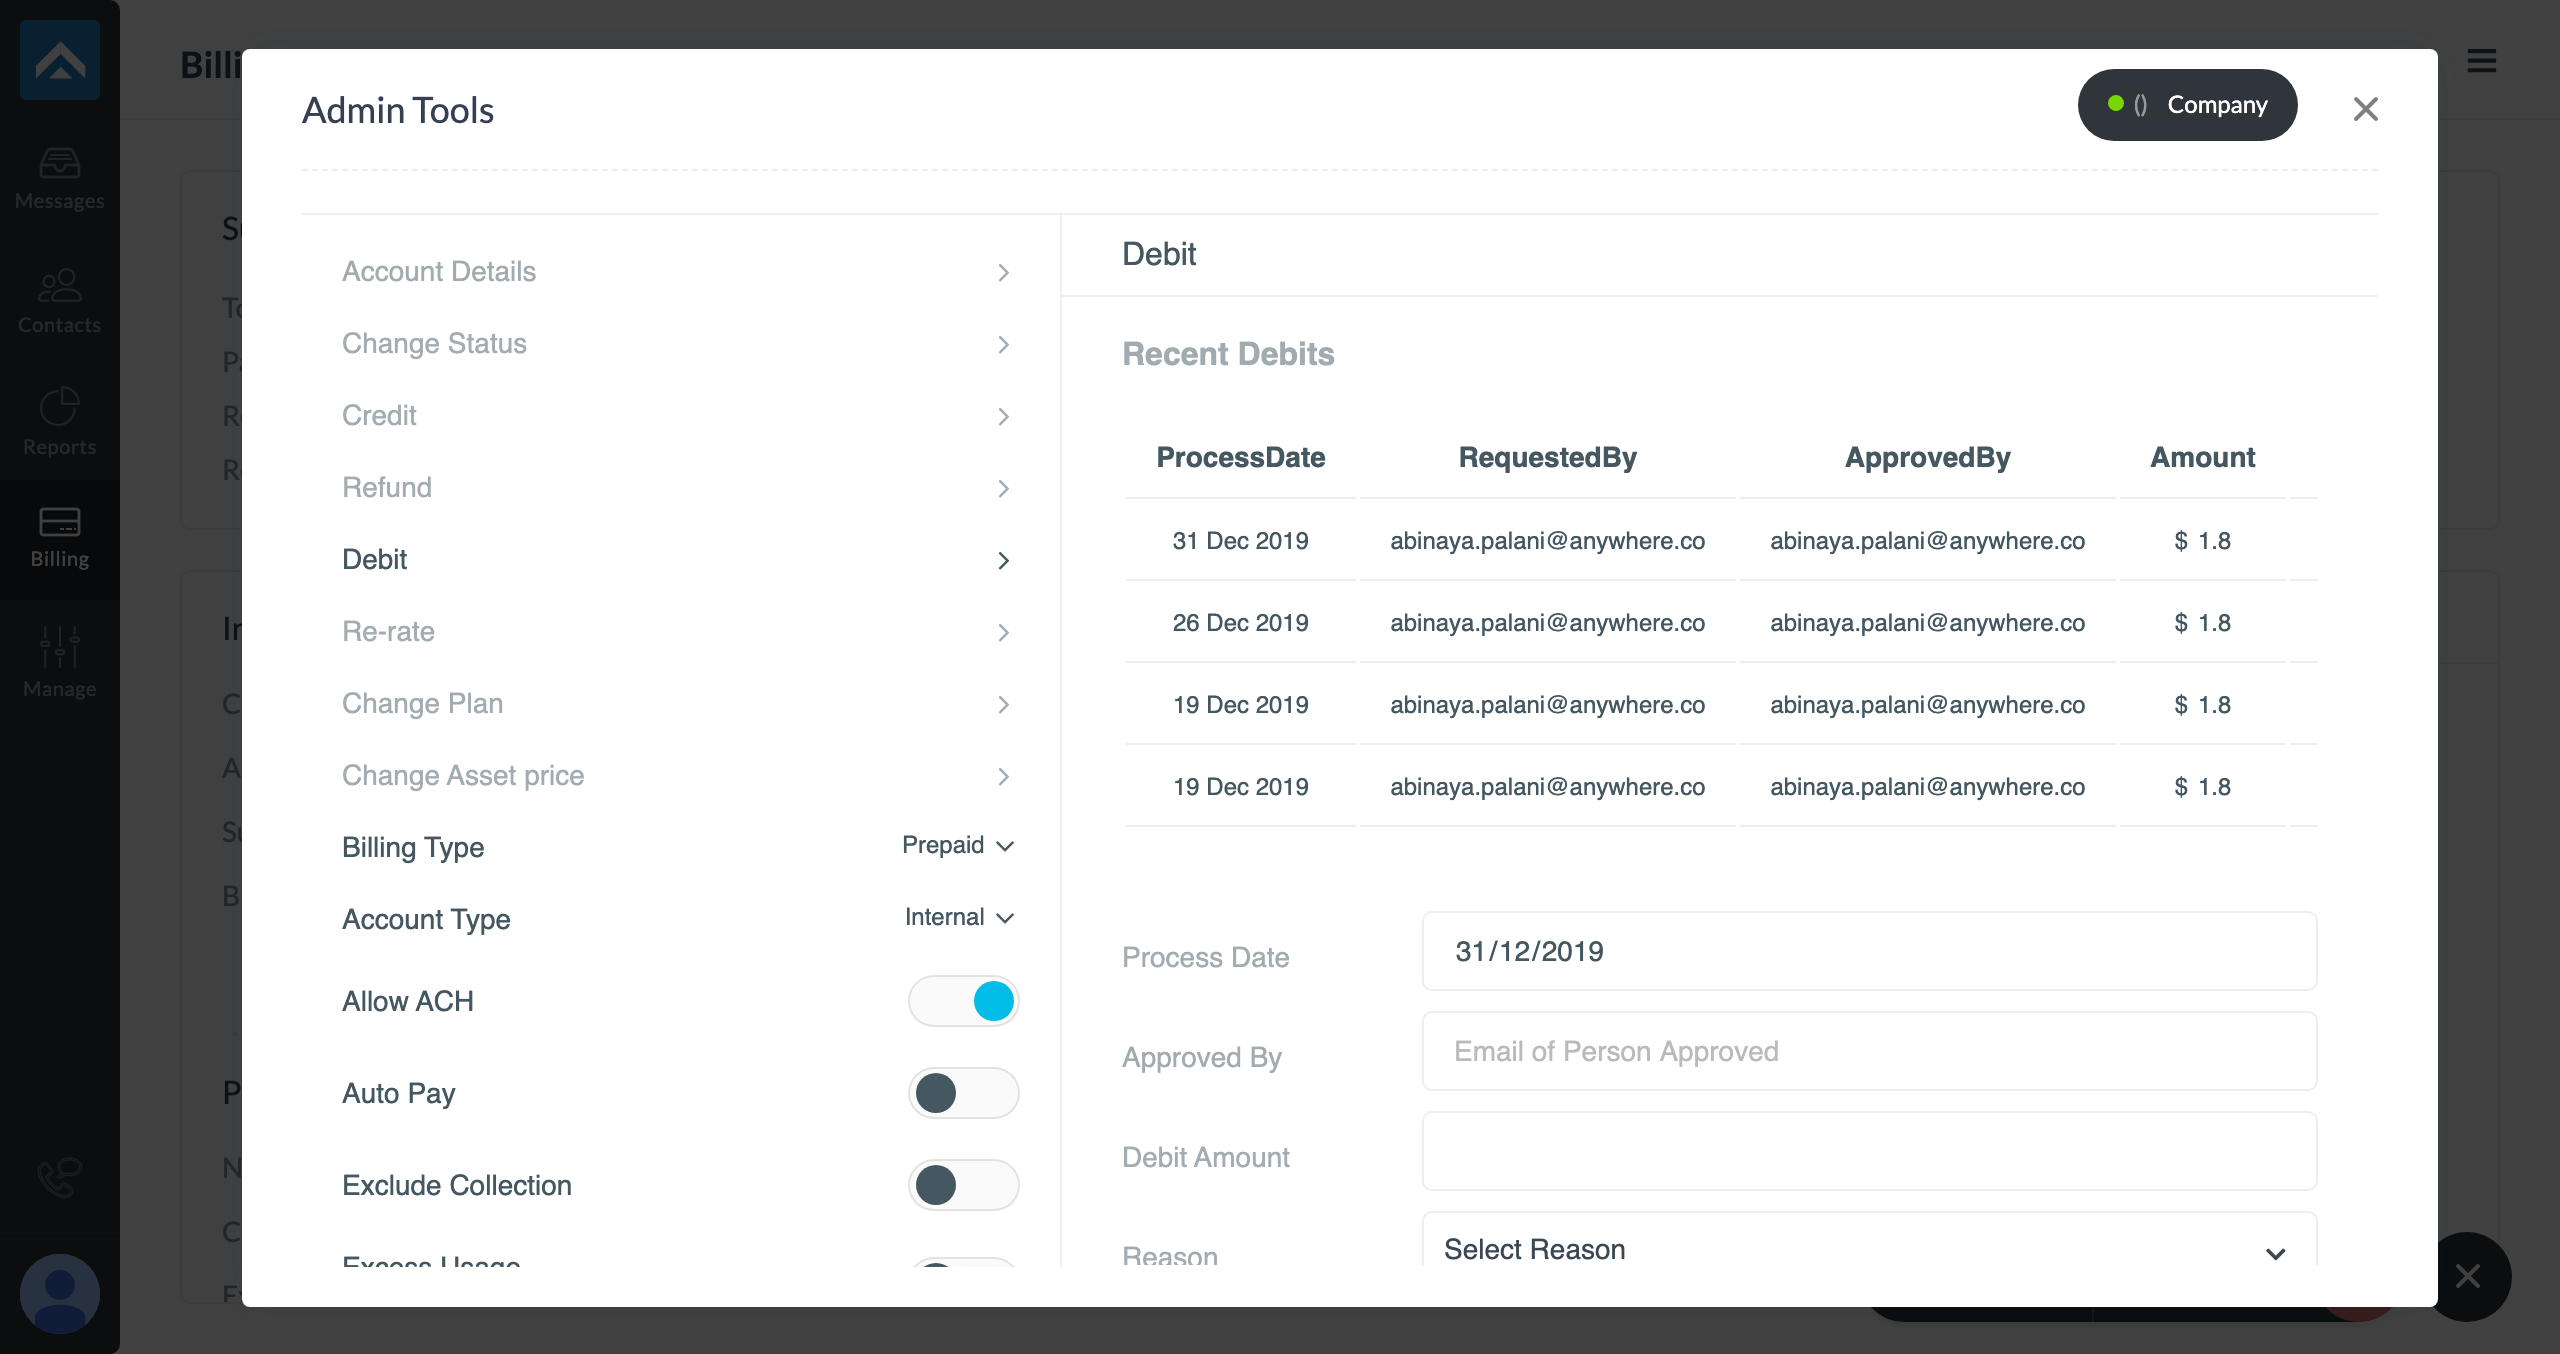 Billi
Admin Tools
() Company
Messages
Contacts
Reports
Billing
Manage
Account Details
Change Status
Credit
Refund
Debit
Re-rate
Change Plan
Change Asset price
Billing Type Prepaid
Account Type Internal
Allow ACH
Auto Pay
Exclude Collection
Excess Usage
Debit
Recent Debits
ProcessDate RequestedBy ApprovedBy Amount
31 Dec 2019 abinaya.palani@anywhere.co abinaya.palani@anywhere.co $ 1.8
26 Dec 2019 abinaya.palani@anywhere.co abinaya.palani@anywhere.co $ 1.8
19 Dec 2019 abinaya.palani@anywhere.co abinaya.palani@anywhere.co $ 1.8
19 Dec 2019 abinaya.palani@anywhere.co abinaya.palani@anywhere.co $ 1.8
Process Date 31/12/2019
Approved By Email of Person Approved
Debit Amount
Reason Select Reason